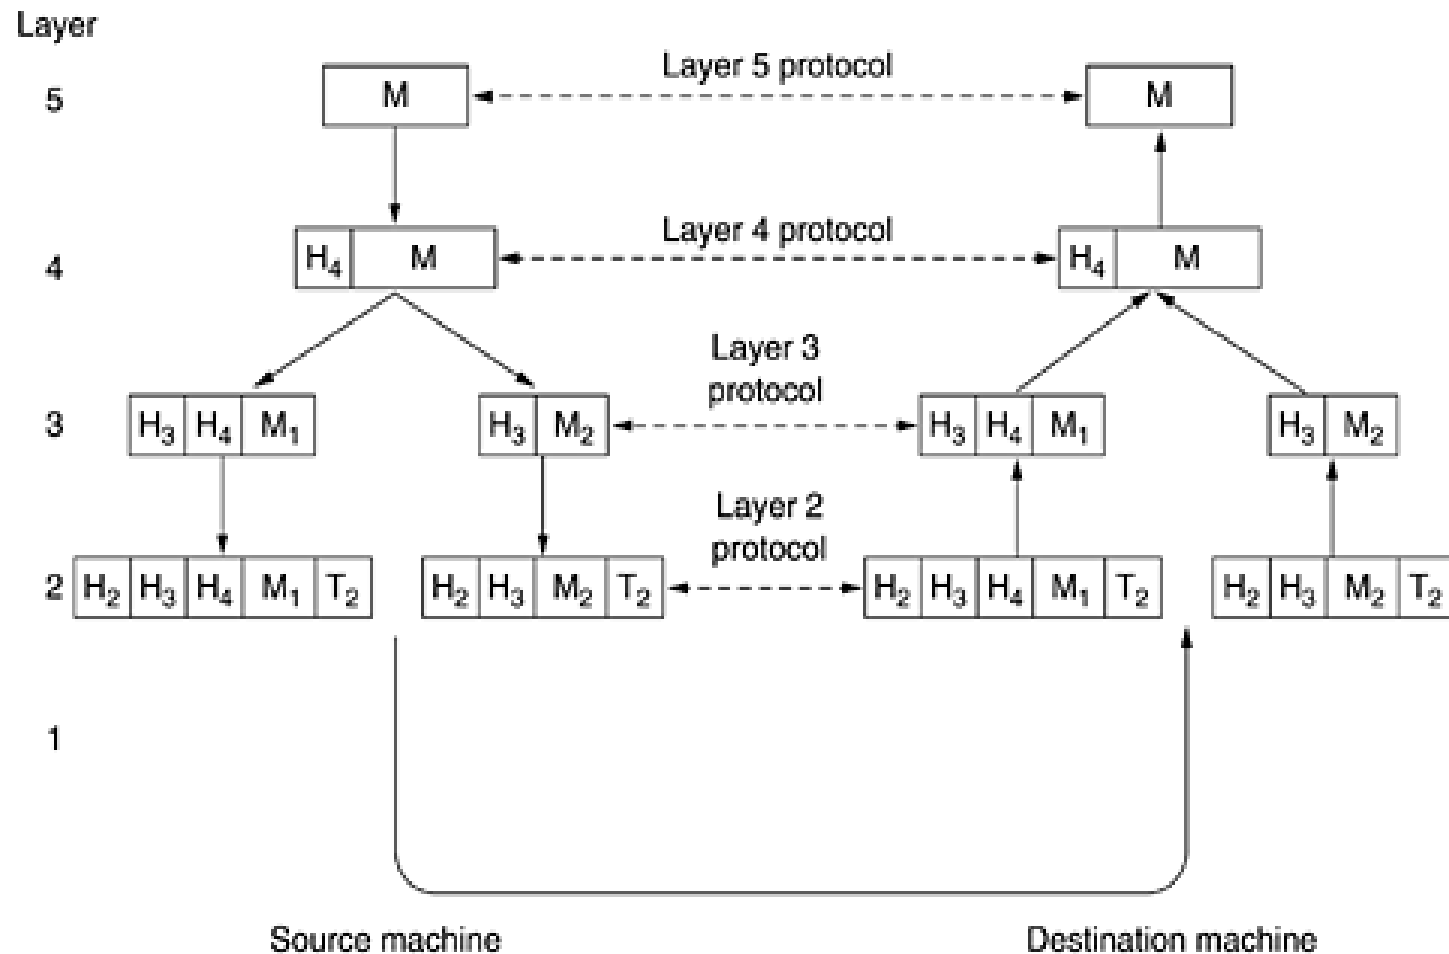 Layer
5 M Layer 5 protocol M
4 H4 M Layer 4 protocol H4 M
Layer 3
protocol
3 H3 H4 M1 H3 M2 H3 H4 M1 H3 M2
Layer 2
protocol
2 H2 H3 H4 M1 T2 H2 H3 M2 T2 H2 H3 H4 M1 T2 H2 H3 M2 T2
1
Source machine Destination machine